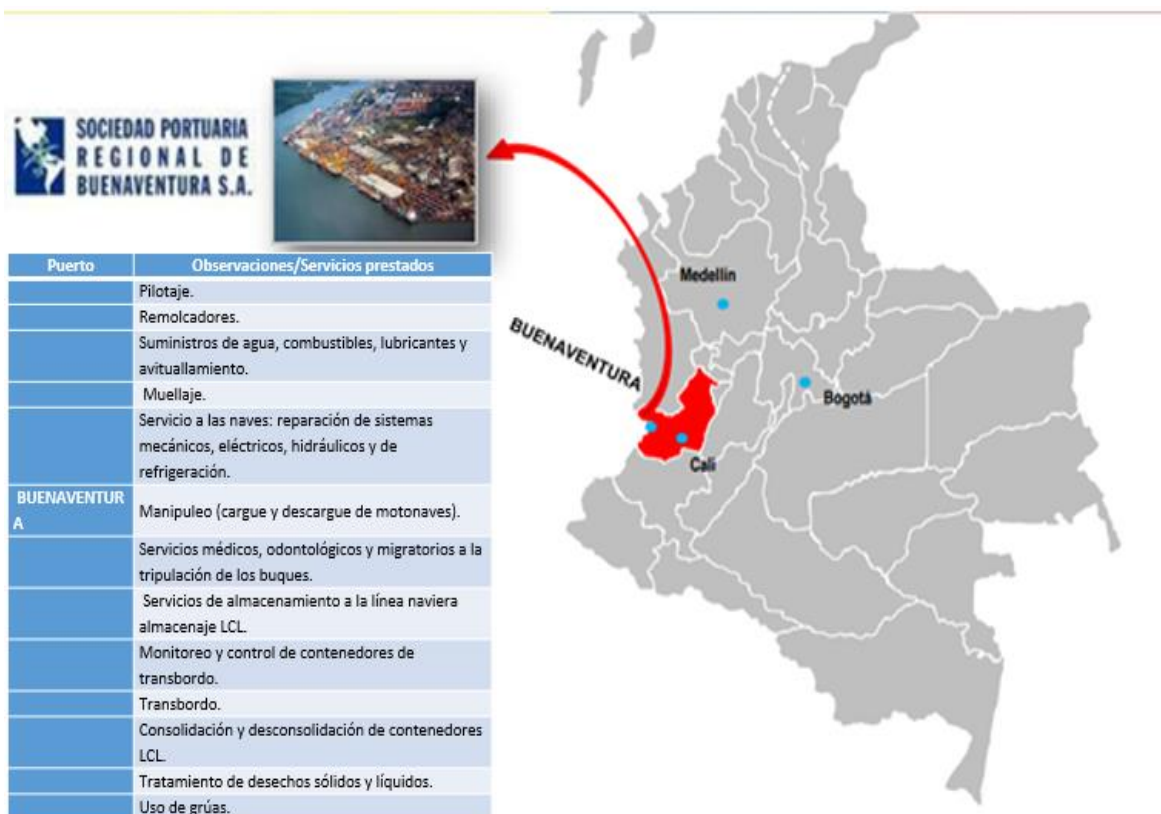 SOCIEDAD PORTUARIA
REGIONAL DE
BUENAVENTURA S.A.
Puerto Observaciones/Servicios prestados
Pilotaje.
Remolcadores.
Suministros de agua, combustibles, lubricantes y
avituallamiento.
Muellaje.
Servicio a las naves: reparación de sistemas
mecánicos, eléctricos, hidráulicos y de
refrigeración.
BUENAVENTUR
A
Manipuleo (cargue y descargue de motonaves).
Servicios médicos, odontológicos y migratorios a la
tripulación de los buques.
Servicios de almacenamiento a la línea naviera
almacenaje LCL.
Monitoreo y control de contenedores de
transbordo.
Transbordo.
Consolidación y desconsolidación de contenedores
LCL.
Tratamiento de desechos sólidos y líquidos.
Uso de grúas.
Medellin
BUENAVENTURA
Bogotá
Cali